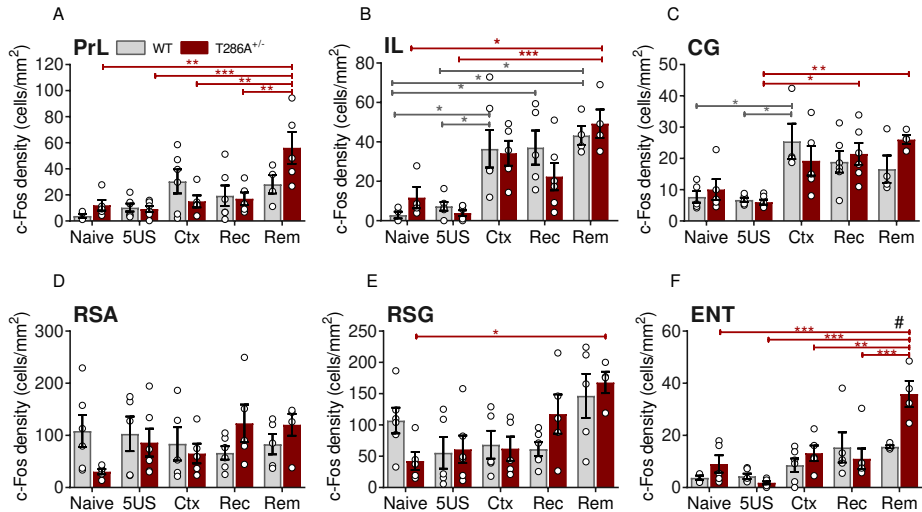 A
B
C
PrL
WT
T286A+/-
IL
CG
c-Fos density (cells/mm²)
120
100
80
60
40
20
0
**
***
**
**
Naive 5US Ctx Rec Rem
c-Fos density (cells/mm²)
80
60
40
20
0
*
***
*
*
*
*
*
Naive 5US Ctx Rec Rem
c-Fos density (cells/mm²)
50
40
30
20
10
0
**
*
*
*
Naive 5US Ctx Rec Rem
D
E
F
RSA
RSG
ENT
c-Fos density (cells/mm²)
300
200
100
0
Naive 5US Ctx Rec Rem
c-Fos density (cells/mm²)
250
200
150
100
50
0
*
Naive 5US Ctx Rec Rem
c-Fos density (cells/mm²)
60
40
20
0
#
***
***
**
***
Naive 5US Ctx Rec Rem